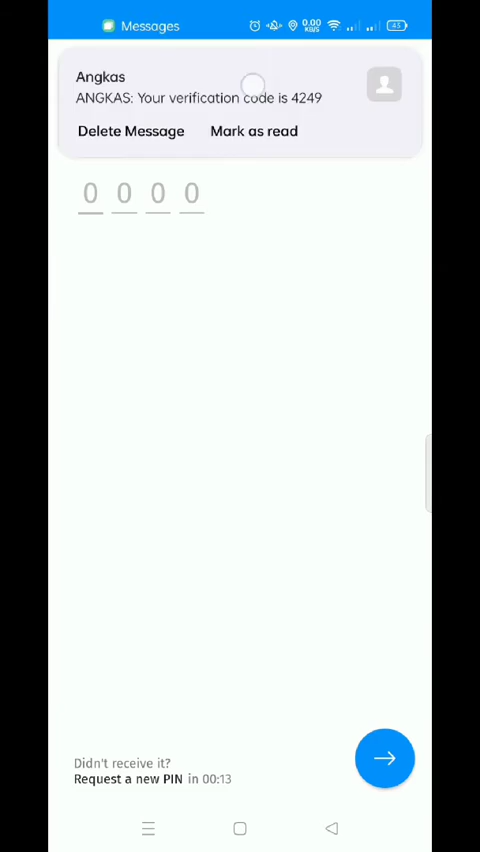 Messages
0.00
KB/S
45
Angkas
ANGKAS: Your verification code is 4249
Delete Message Mark as read
0 0 0 0
Didn't receive it?
Request a new PIN in 00:13